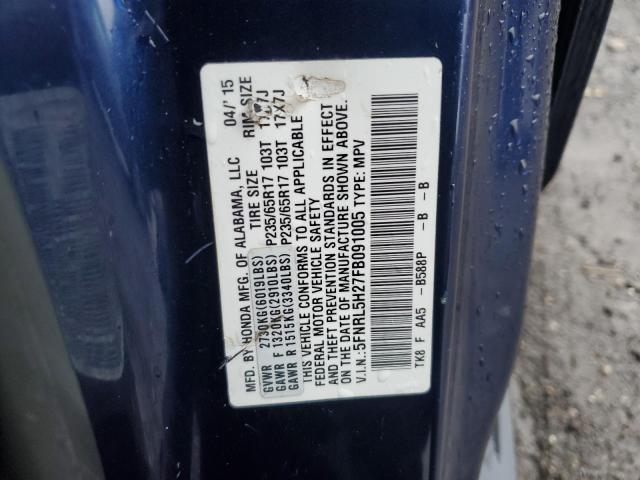 MFD. BY HONDA MFG. OF ALABAMA, LLC 04/'15
TIRE SIZE RIM SIZE
GVWR 2730KG(6019LBS)
GAWR F 1320KG(2910LBS) P235/65R17 103T 17X7J
GAWR R 1515KG(3340LBS) P235/65R17 103T 17X7J
THIS VEHICLE CONFORMS TO ALL APPLICABLE
FEDERAL MOTOR VEHICLE SAFETY
AND THEFT PREVENTION STANDARDS IN EFFECT
ON THE DATE OF MANUFACTURE SHOWN ABOVE.
V.I.N.:5FNRL5H27FB091005 TYPE: MPV
TK8 F AA5 -B588P -B -B